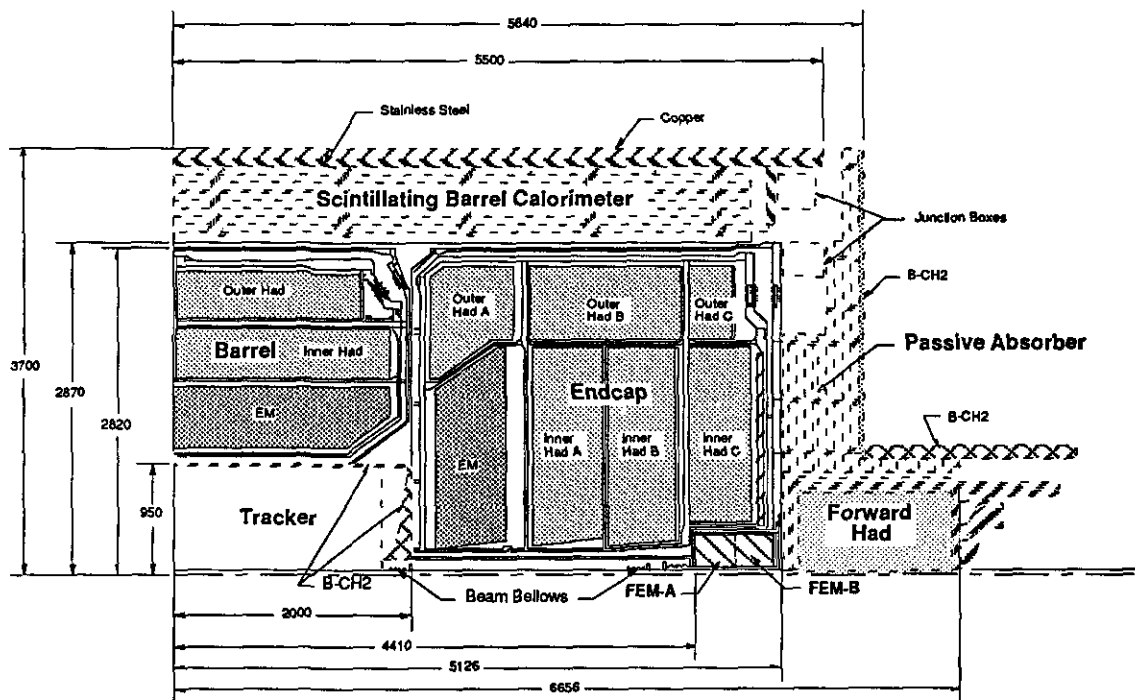 5640
5500
Stainless Steel
Copper
Scintillating Barrel Calorimeter
Junction Boxes
B-CH2
Outer Had
Outer
Had A
Outer
Had B
Outer
Had C
Barrel
Inner Had
Passive Absorber
3700
2870
2820
Endcap
EM
B-CH2
Inner
Had A
Inner
Had B
Inner
Had C
EM
950
Tracker
Forward
Had
B-CH2
Beam Bellows
FEM-A
FEM-B
2000
4410
5126
6656